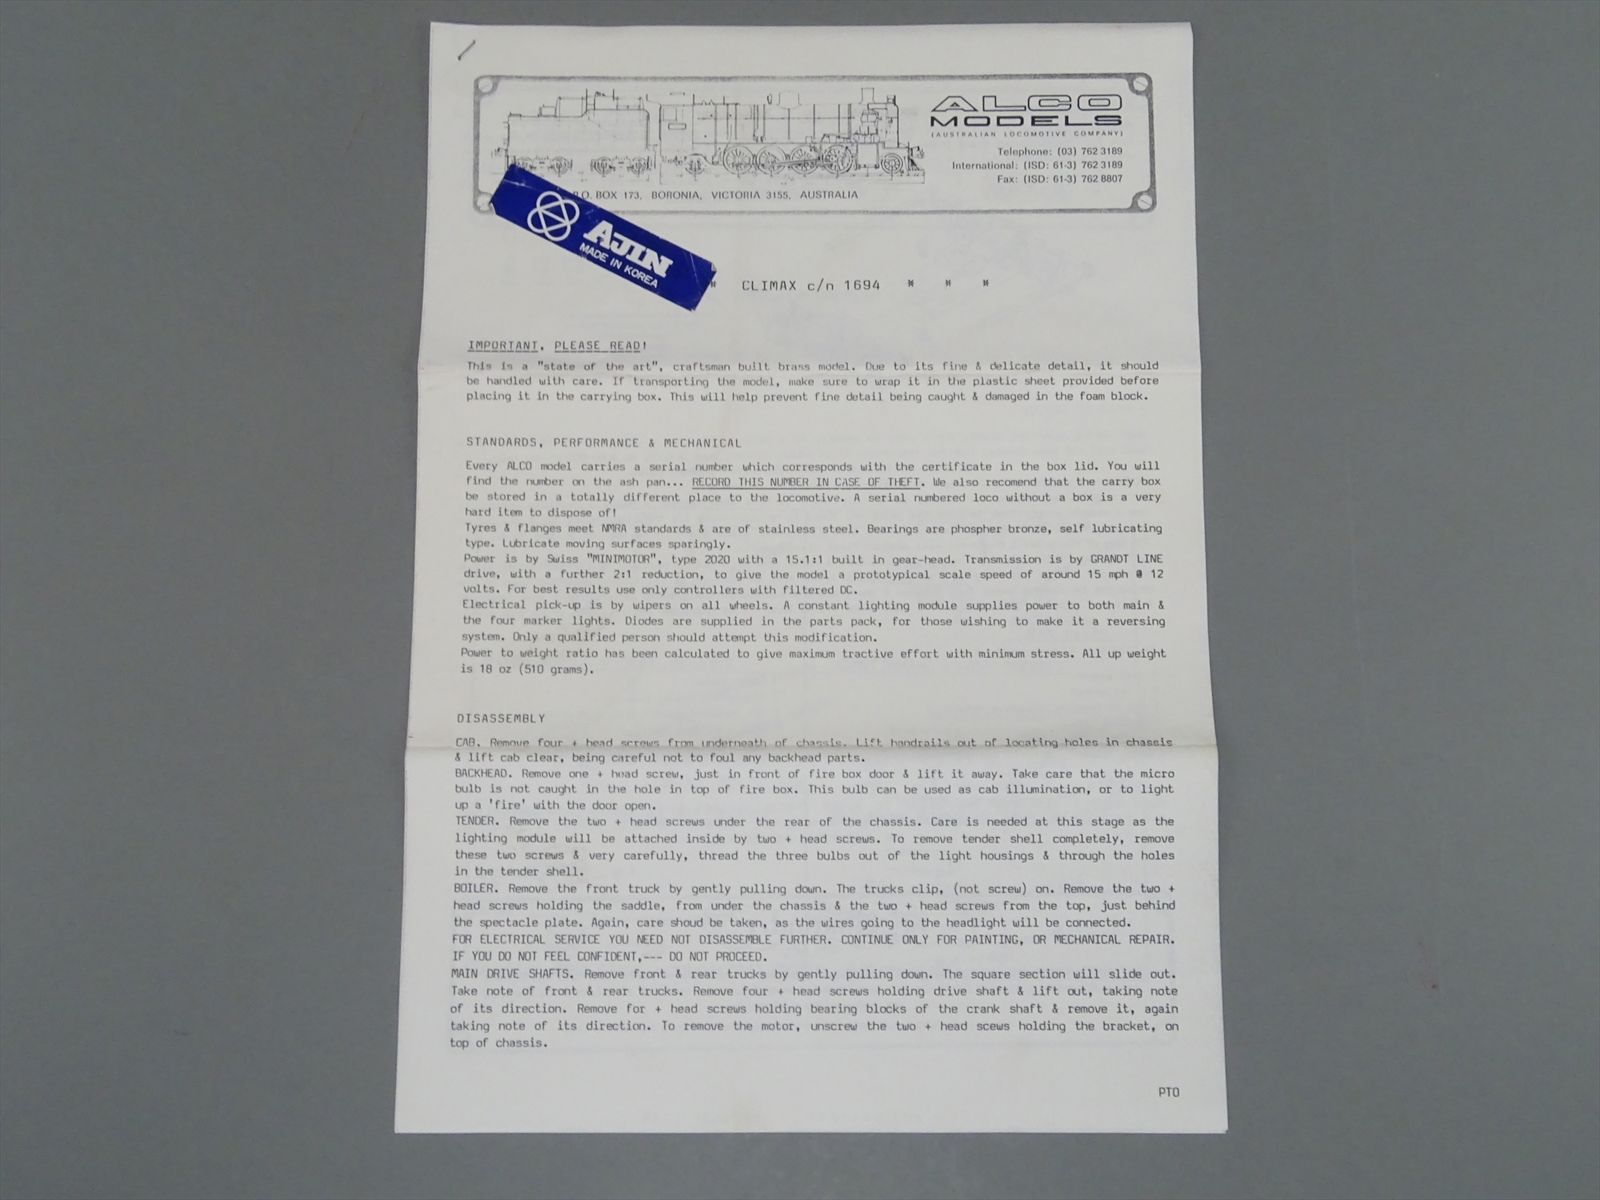 ALCO
MODELS
(AUSTRALIAN LOCOMOTIVE COMPANY)
Telephone: (03) 762 3189
International: (ISD: 61-3) 762 3189
Fax: (ISD: 61-3) 762 8807
P.O. BOX 173, BORONIA, VICTORIA 3155, AUSTRALIA
AJIN
MADE IN KOREA
* CLIMAX c/n 1694 * * *
IMPORTANT, PLEASE READ!
This is a "state of the art", craftsman built brass model. Due to its fine & delicate detail, it should
be handled with care. If transporting the model, make sure to wrap it in the plastic sheet provided before
placing it in the carrying box. This will help prevent fine detail being caught & damaged in the foam block.
STANDARDS, PERFORMANCE & MECHANICAL
Every ALCO model carries a serial number which corresponds with the certificate in the box lid. You will
find the number on the ash pan... RECORD THIS NUMBER IN CASE OF THEFT. We also recomend that the carry box
be stored in a totally different place to the locomotive. A serial numbered loco without a box is a very
hard item to dispose of!
Tyres & flanges meet NMRA standards & are of stainless steel. Bearings are phospher bronze, self lubricating
type. Lubricate moving surfaces sparingly.
Power is by Swiss "MINIMOTOR", type 2020 with a 15.1:1 built in gear-head. Transmission is by GRANDT LINE
drive, with a further 2:1 reduction, to give the model a prototypical scale speed of around 15 mph @ 12
volts. For best results use only controllers with filtered DC.
Electrical pick-up is by wipers on all wheels. A constant lighting module supplies power to both main &
the four marker lights. Diodes are supplied in the parts pack, for those wishing to make it a reversing
system. Only a qualified person should attempt this modification.
Power to weight ratio has been calculated to give maximum tractive effort with minimum stress. All up weight
is 18 oz (510 grams).
DISASSEMBLY
CAB. Remove four + head screws from underneath of chassis. Lift handrails out of locating holes in chassis
& lift cab clear, being careful not to foul any backhead parts.
BACKHEAD. Remove one + head screw, just in front of fire box door & lift it away. Take care that the micro
bulb is not caught in the hole in top of fire box. This bulb can be used as cab illumination, or to light
up a 'fire' with the door open.
TENDER. Remove the two + head screws under the rear of the chassis. Care is needed at this stage as the
lighting module will be attached inside by two + head screws. To remove tender shell completely, remove
these two screws & very carefully, thread the three bulbs out of the light housings & through the holes
in the tender shell.
BOILER. Remove the front truck by gently pulling down. The trucks clip, (not screw) on. Remove the two +
head screws holding the saddle, from under the chassis & the two + head screws from the top, just behind
the spectacle plate. Again, care shoud be taken, as the wires going to the headlight will be connected.
FOR ELECTRICAL SERVICE YOU NEED NOT DISASSEMBLE FURTHER. CONTINUE ONLY FOR PAINTING, OR MECHANICAL REPAIR.
IF YOU DO NOT FEEL CONFIDENT,--- DO NOT PROCEED.
MAIN DRIVE SHAFTS. Remove front & rear trucks by gently pulling down. The square section will slide out.
Take note of front & rear trucks. Remove four + head screws holding drive shaft & lift out, taking note
of its direction. Remove for + head screws holding bearing blocks of the crank shaft & remove it, again
taking note of its direction. To remove the motor, unscrew the two + head scews holding the bracket, on
top of chassis.
PTO